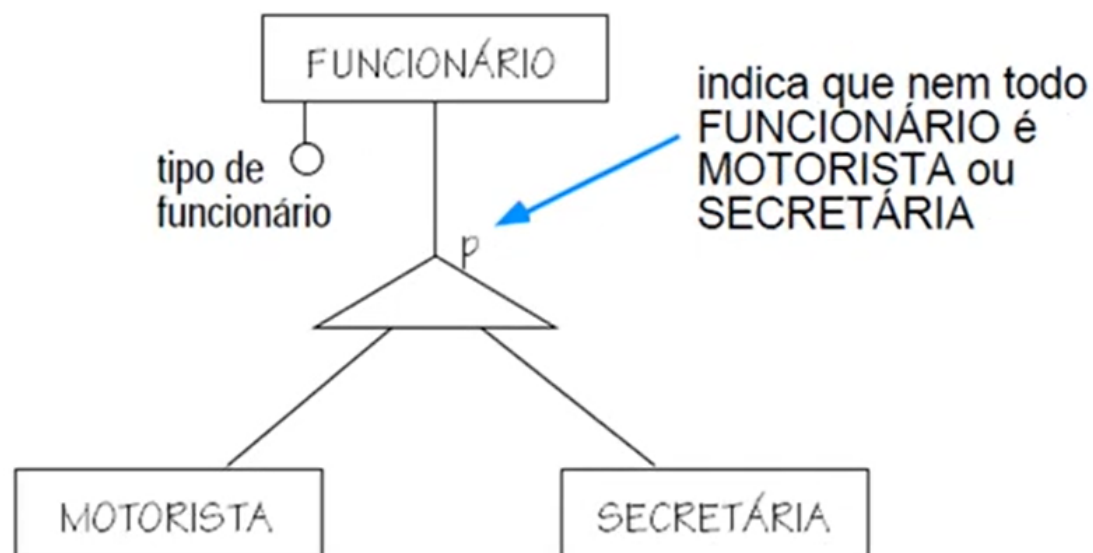 FUNCIONÁRIO
indica que nem todo
FUNCIONÁRIO é
MOTORISTA ou
SECRETÁRIA
tipo de
funcionário
p
MOTORISTA
SECRETÁRIA